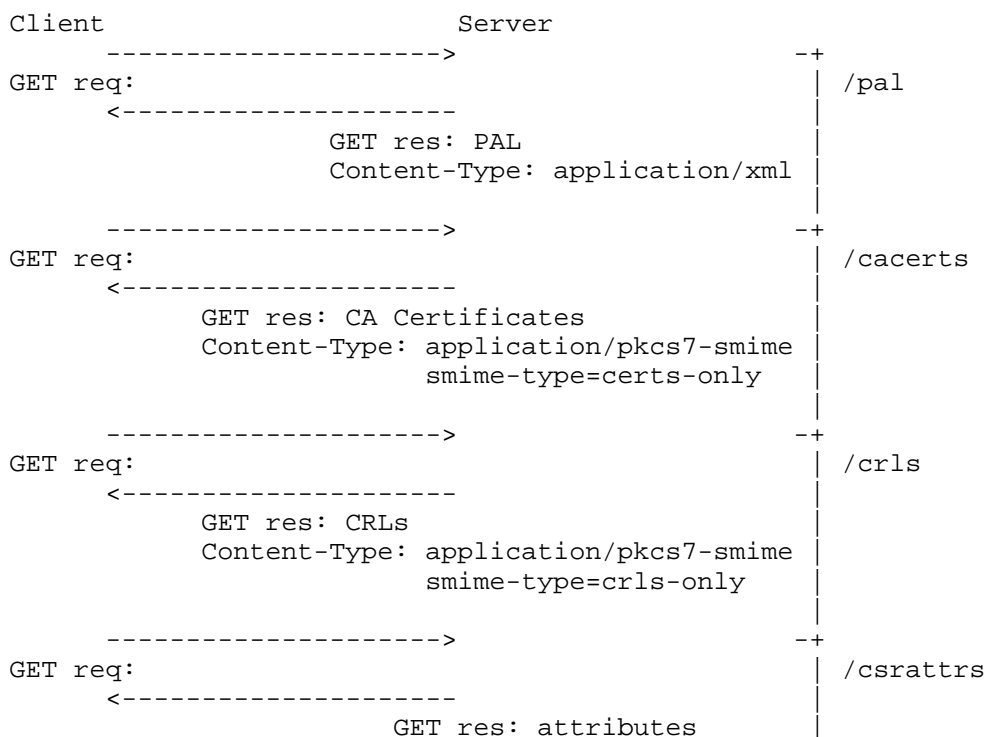 Client Server
---------------------> -+
GET req: | /pal
<--------------------- |
GET res: PAL |
Content-Type: application/xml |
|
---------------------> -+
GET req: | /cacerts
<--------------------- |
GET res: CA Certificates |
Content-Type: application/pkcs7-smime |
smime-type=certs-only |
|
---------------------> -+
GET req: | /crls
<--------------------- |
GET res: CRLs |
Content-Type: application/pkcs7-smime |
smime-type=crls-only |
|
---------------------> -+
GET req: | /csrattrs
<--------------------- |
GET res: attributes |